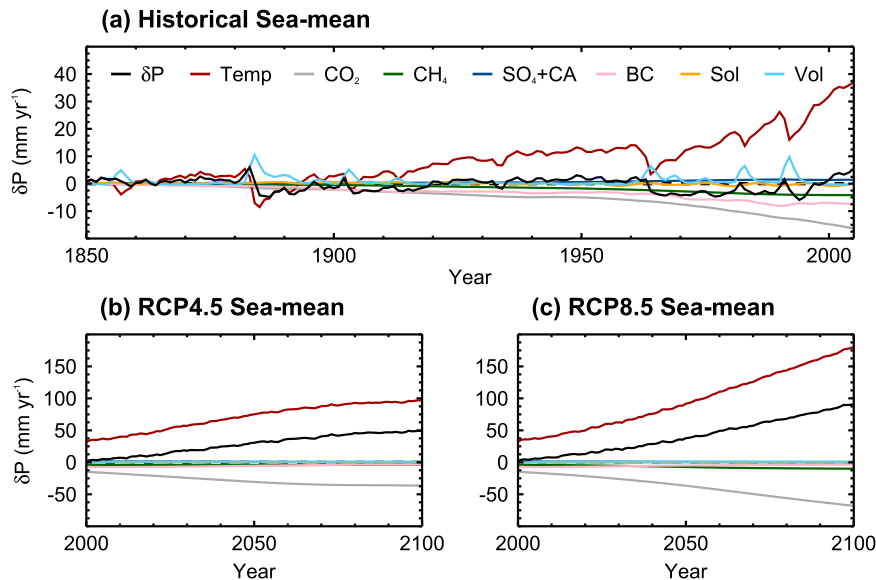 (a) Historical Sea-mean
δP (mm yr⁻¹)
40
30
20
10
0
-10
δP Temp CO₂ CH₄ SO₄+CA BC Sol Vol
1850 1900 1950 2000
Year
(b) RCP4.5 Sea-mean
δP (mm yr⁻¹)
150
100
50
0
-50
2000 2050 2100
Year
(c) RCP8.5 Sea-mean
150
100
50
0
-50
2000 2050 2100
Year